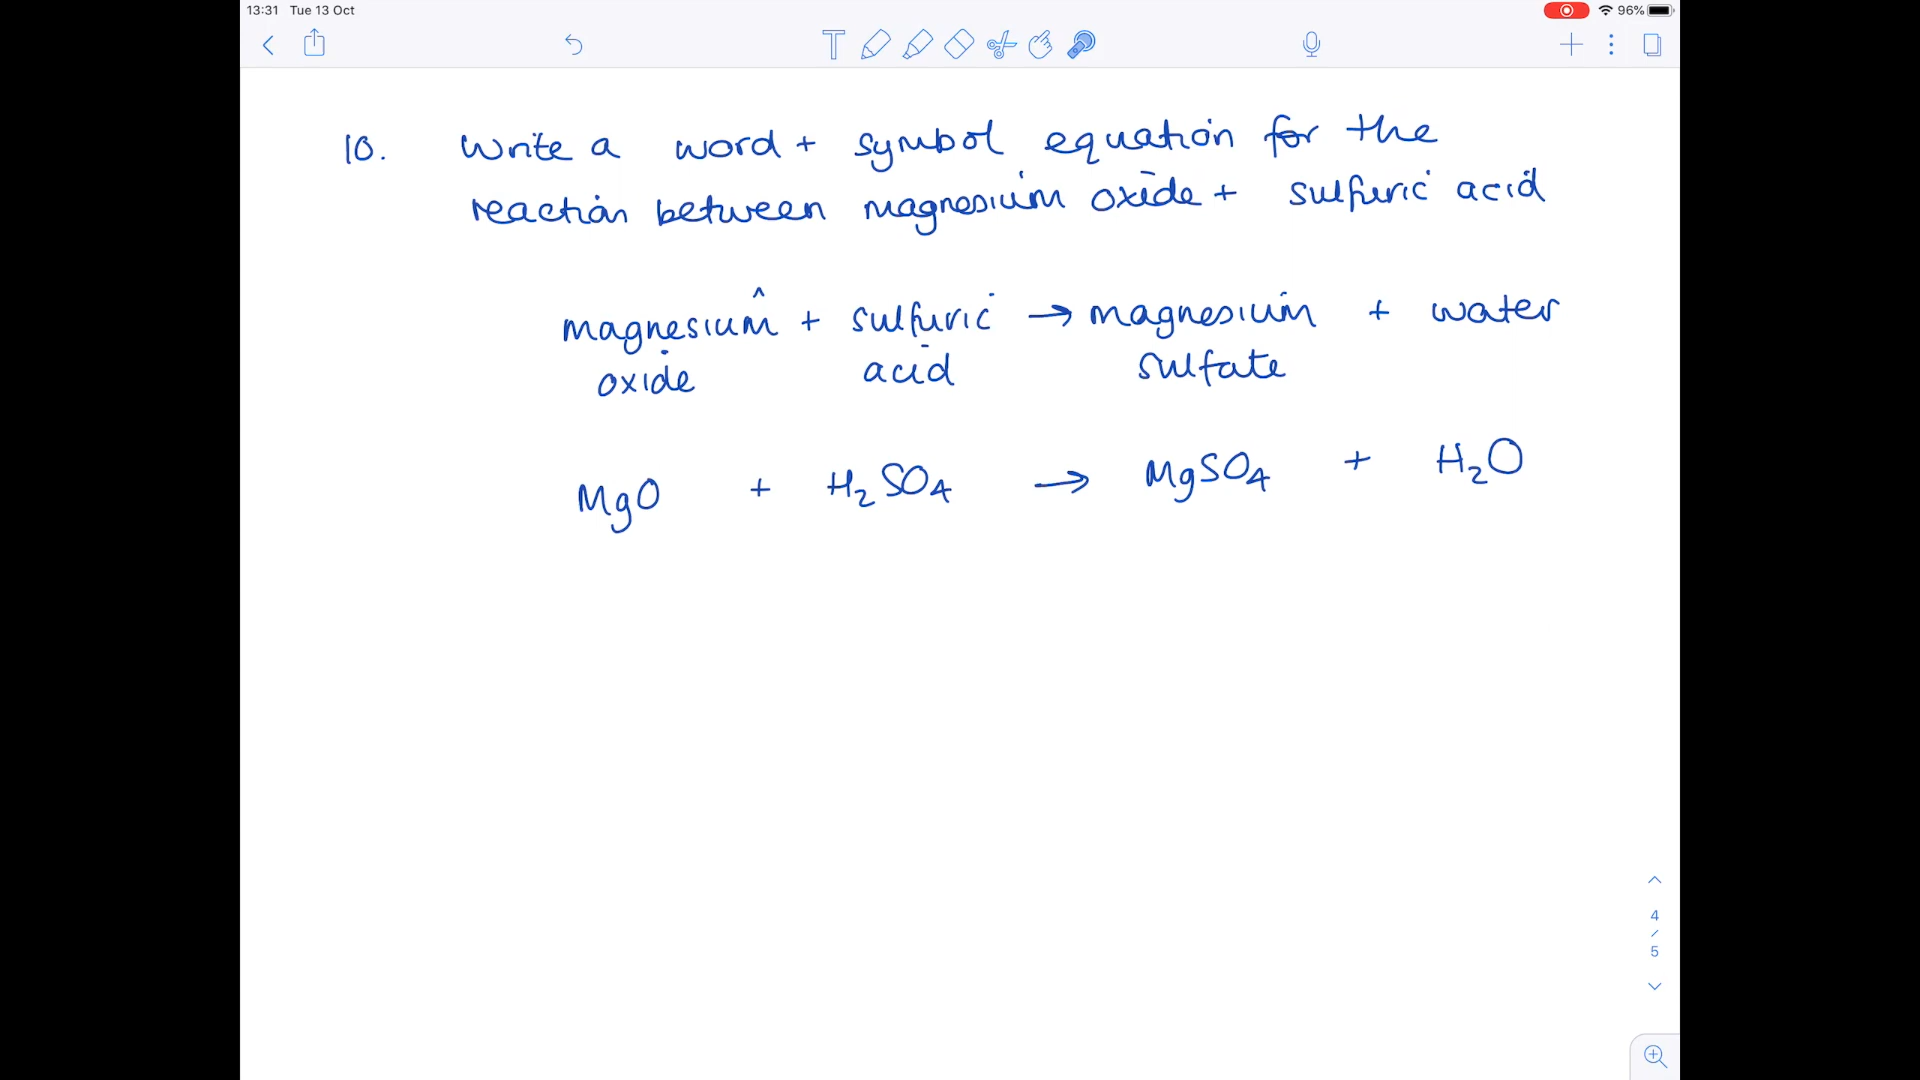 13:31 Tue 13 Oct
96%
T
10. Write a word + symbol equation for the
reaction between magnesium oxide + sulfuric acid
magnesium + sulfuric → magnesium + water
oxide acid sulfate
MgO + H₂SO₄ → MgSO₄ + H₂O
4
/
5